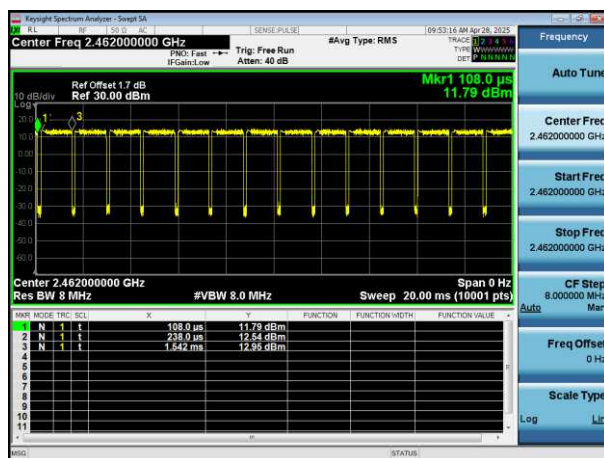 Keysight Spectrum Analyzer - Swept SA
RL RF 50 Ω AC SENSE:PULSE 09:53:16 AM Apr 28, 2025
Center Freq 2.462000000 GHz
PNO: Fast
IFGain:Low
Trig: Free Run
Atten: 40 dB
#Avg Type: RMS
TRACE 1 2 3 4 5 6
TYPE W W W W W W
DET P N N N N N
Ref Offset 1.7 dB
10 dB/div Ref 30.00 dBm
Mkr1 108.0 µs
11.79 dBm
Log
20.0
10.0
0.00
-10.0
-20.0
-30.0
-40.0
-50.0
-60.0
1
3
Center 2.462000000 GHz Span 0 Hz
Res BW 8 MHz #VBW 8.0 MHz Sweep 20.00 ms (10001 pts)
MKR MODE TRC SCL X Y FUNCTION FUNCTION WIDTH FUNCTION VALUE
1 N 1 t 108.0 µs 11.79 dBm
2 N 1 t 238.0 µs 12.54 dBm
3 N 1 t 1.542 ms 12.95 dBm
4
5
6
7
8
9
10
11
MSG STATUS
Frequency
Auto Tune
Center Freq
2.462000000 GHz
Start Freq
2.462000000 GHz
Stop Freq
2.462000000 GHz
CF Step
8.000000 MHz
Auto Man
Freq Offset
0 Hz
Scale Type
Log Lin